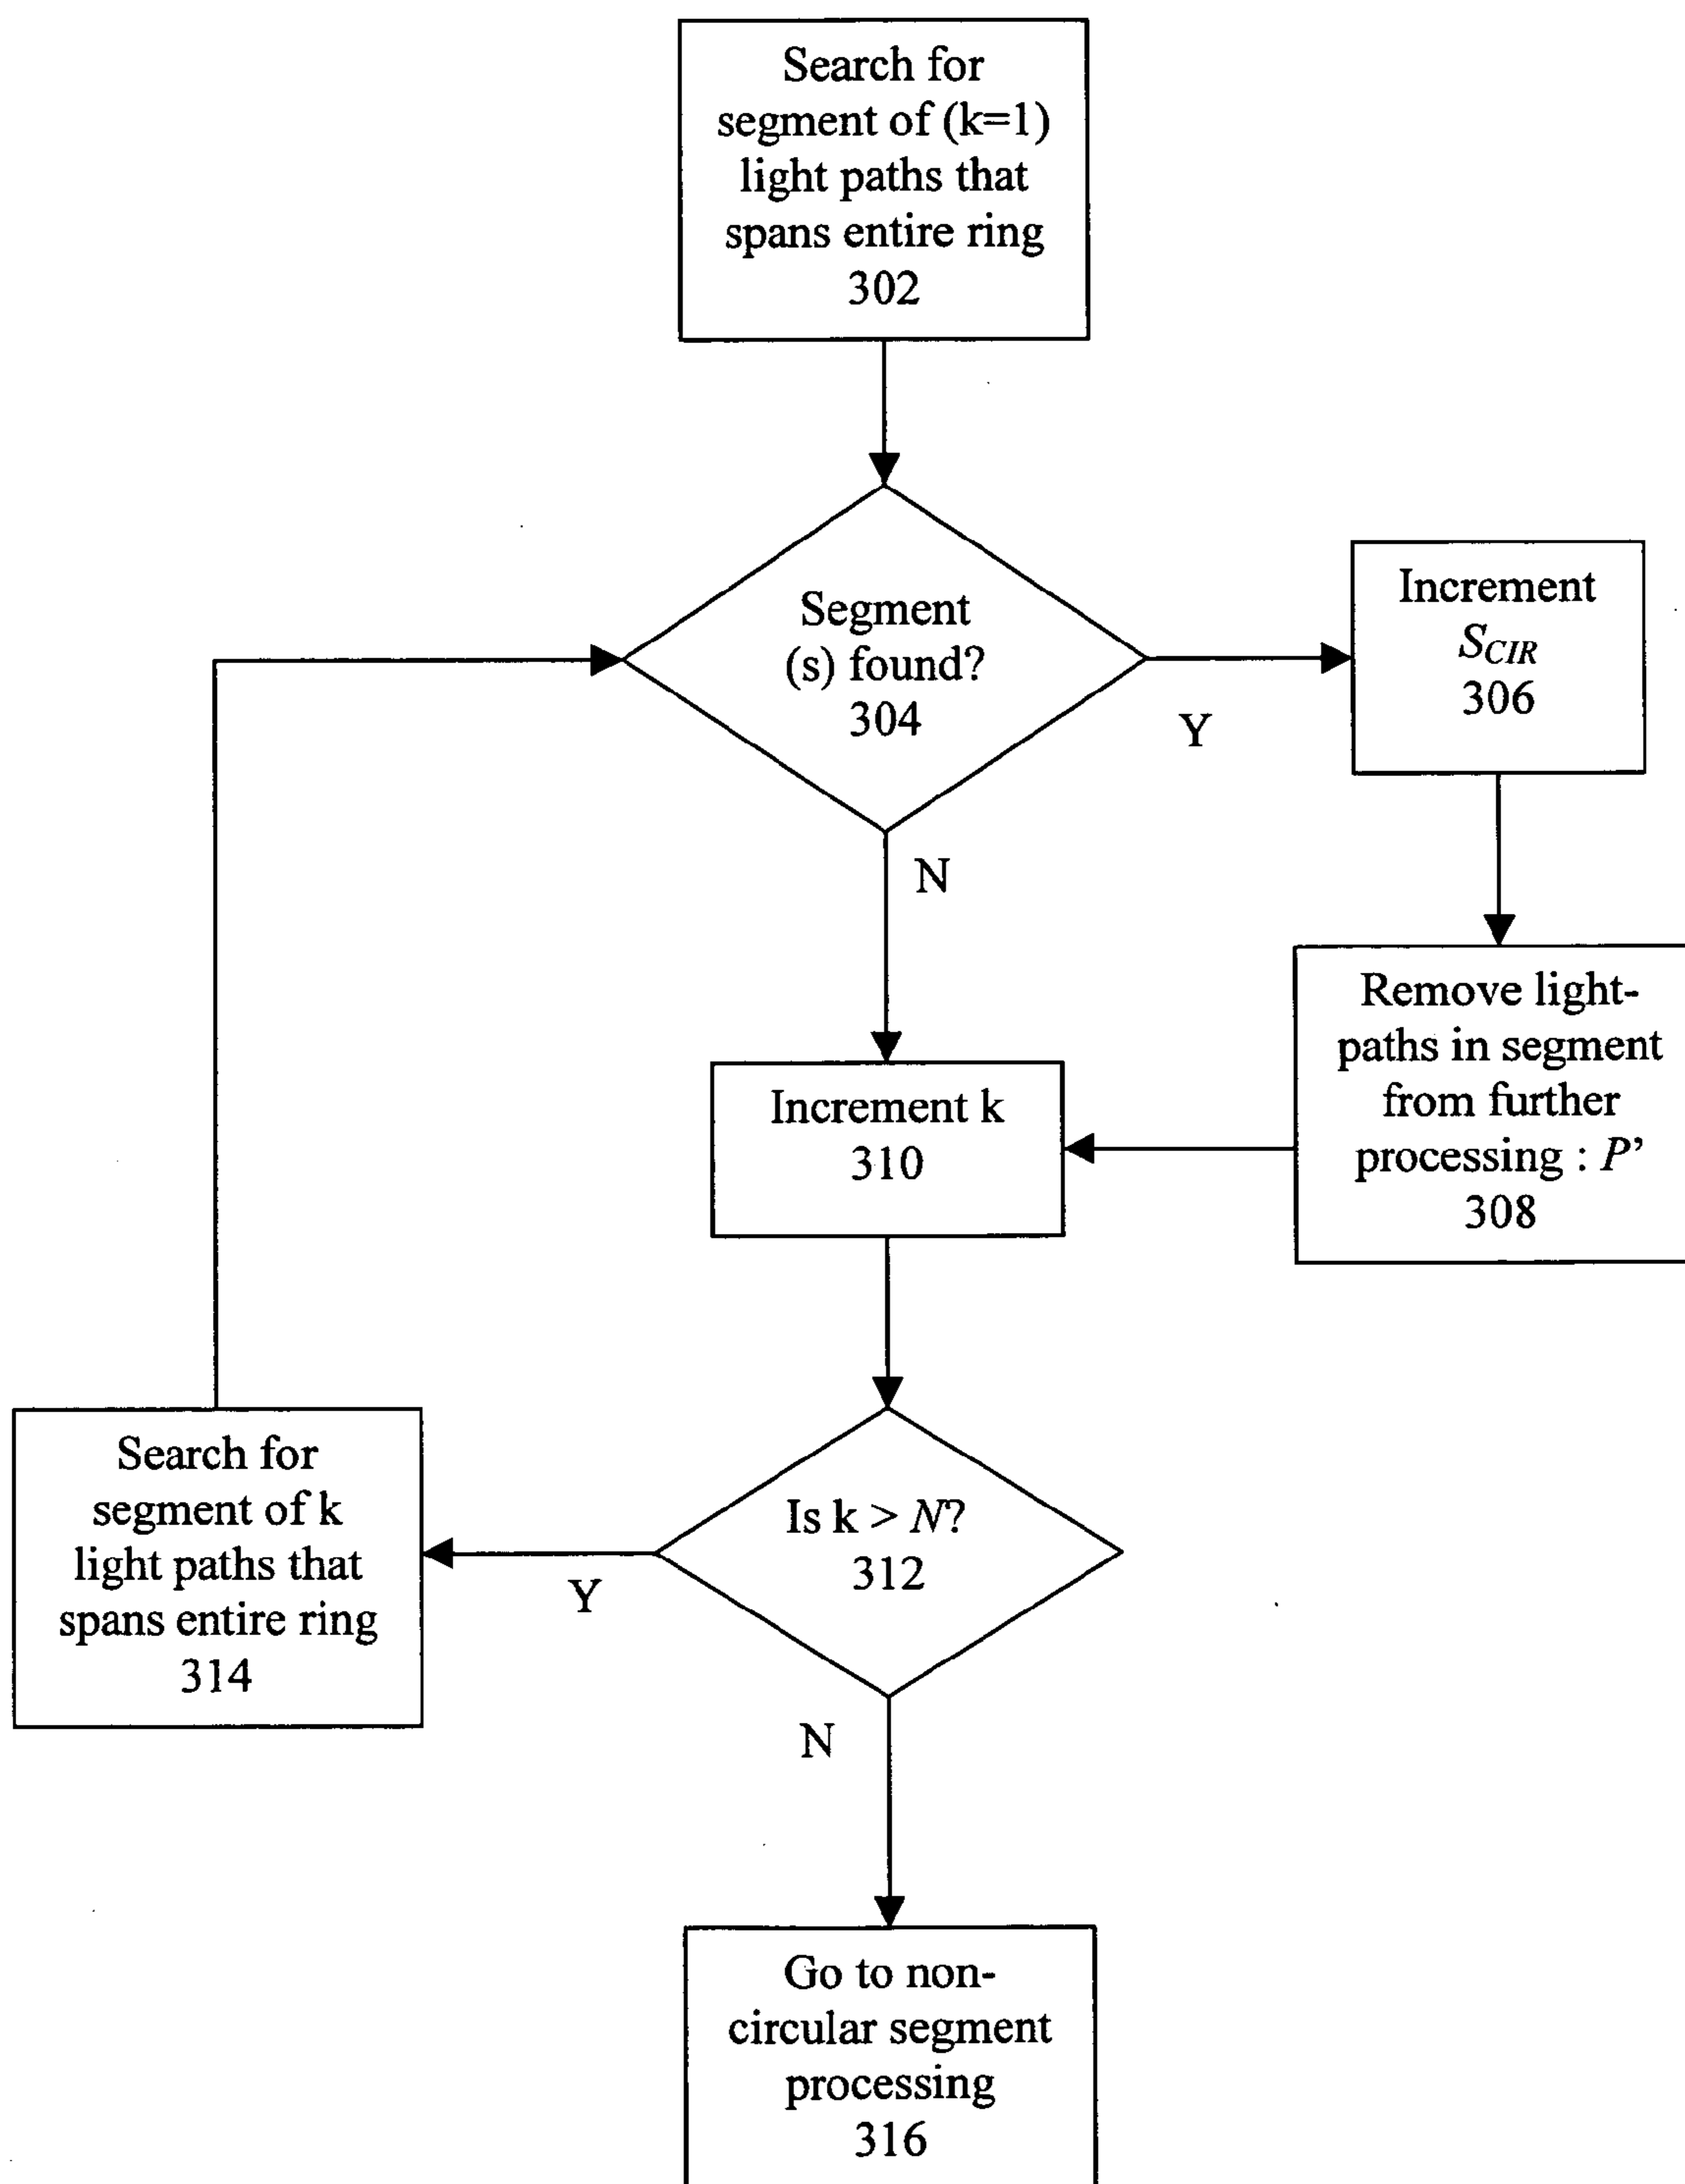 Search for
segment of (k=1)
light paths that
spans entire ring
302
Segment
(s) found?
304
Y
Increment
S_CIR
306
N
Remove light-
paths in segment
from further
processing : P’
308
Increment k
310
Is k > N?
312
Y
Search for
segment of k
light paths that
spans entire ring
314
N
Go to non-
circular segment
processing
316